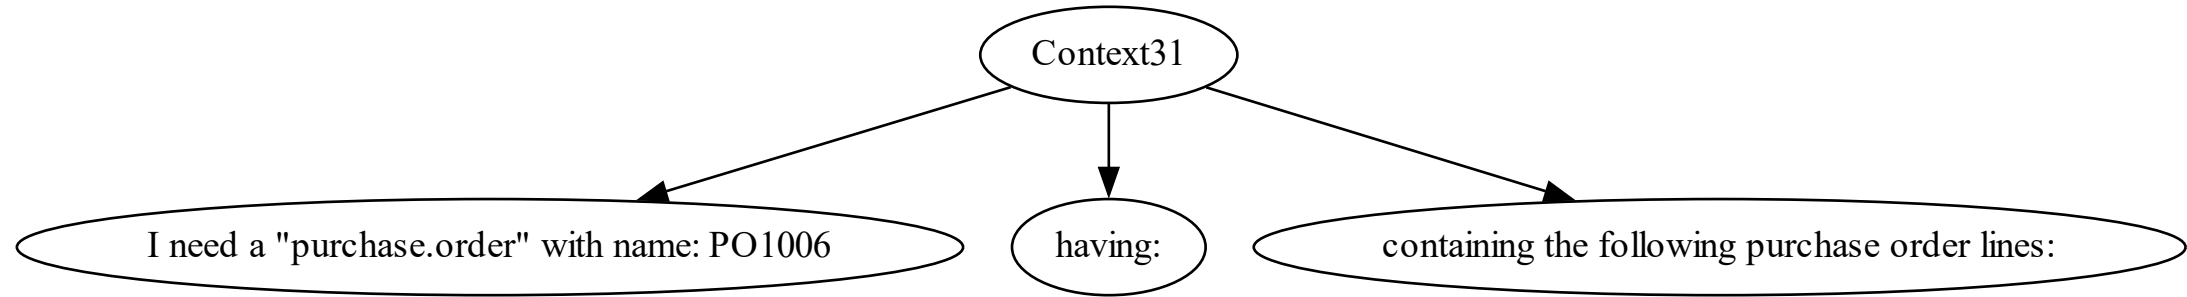 Context31
I need a "purchase.order" with name: PO1006
having:
containing the following purchase order lines: